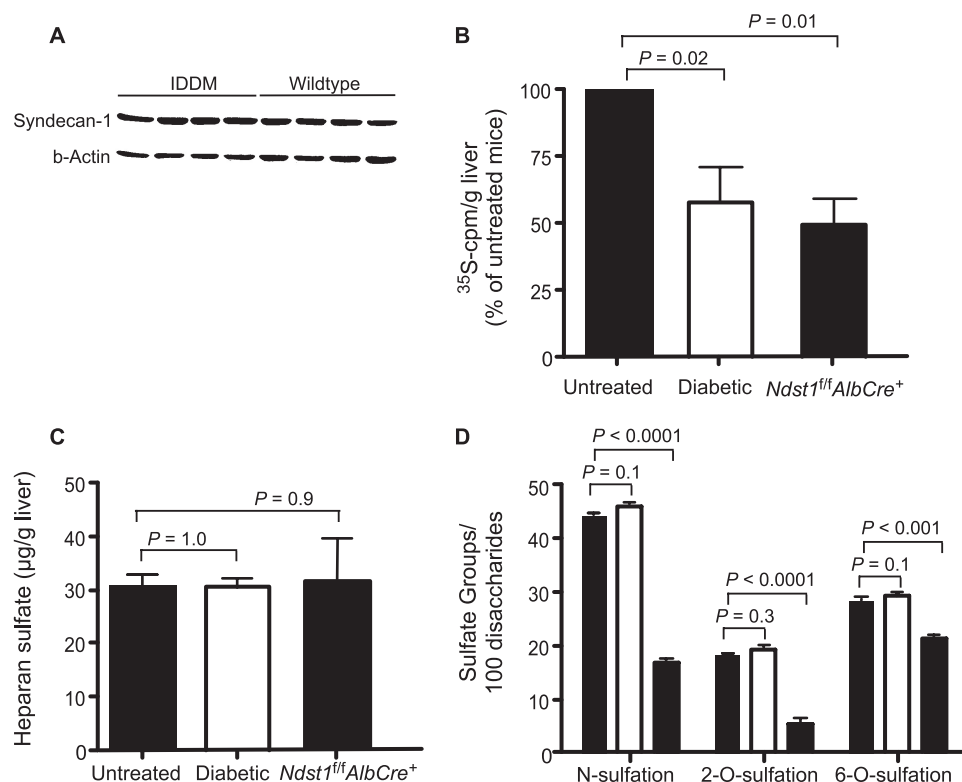 A
IDDM Wildtype
Syndecan-1
b-Actin
B
P = 0.01
P = 0.02
³⁵S-cpm/g liver
(% of untreated mice)
100
75
50
25
0
Untreated Diabetic Ndst1f/fAlbCre+
C
Heparan sulfate (µg/g liver)
50
40
30
20
10
0
P = 0.9
P = 1.0
Untreated Diabetic Ndst1f/fAlbCre+
D
Sulfate Groups/
100 disaccharides
50
40
30
20
10
0
P < 0.0001
P = 0.1
P < 0.0001
P = 0.3
P < 0.001
P = 0.1
N-sulfation 2-O-sulfation 6-O-sulfation